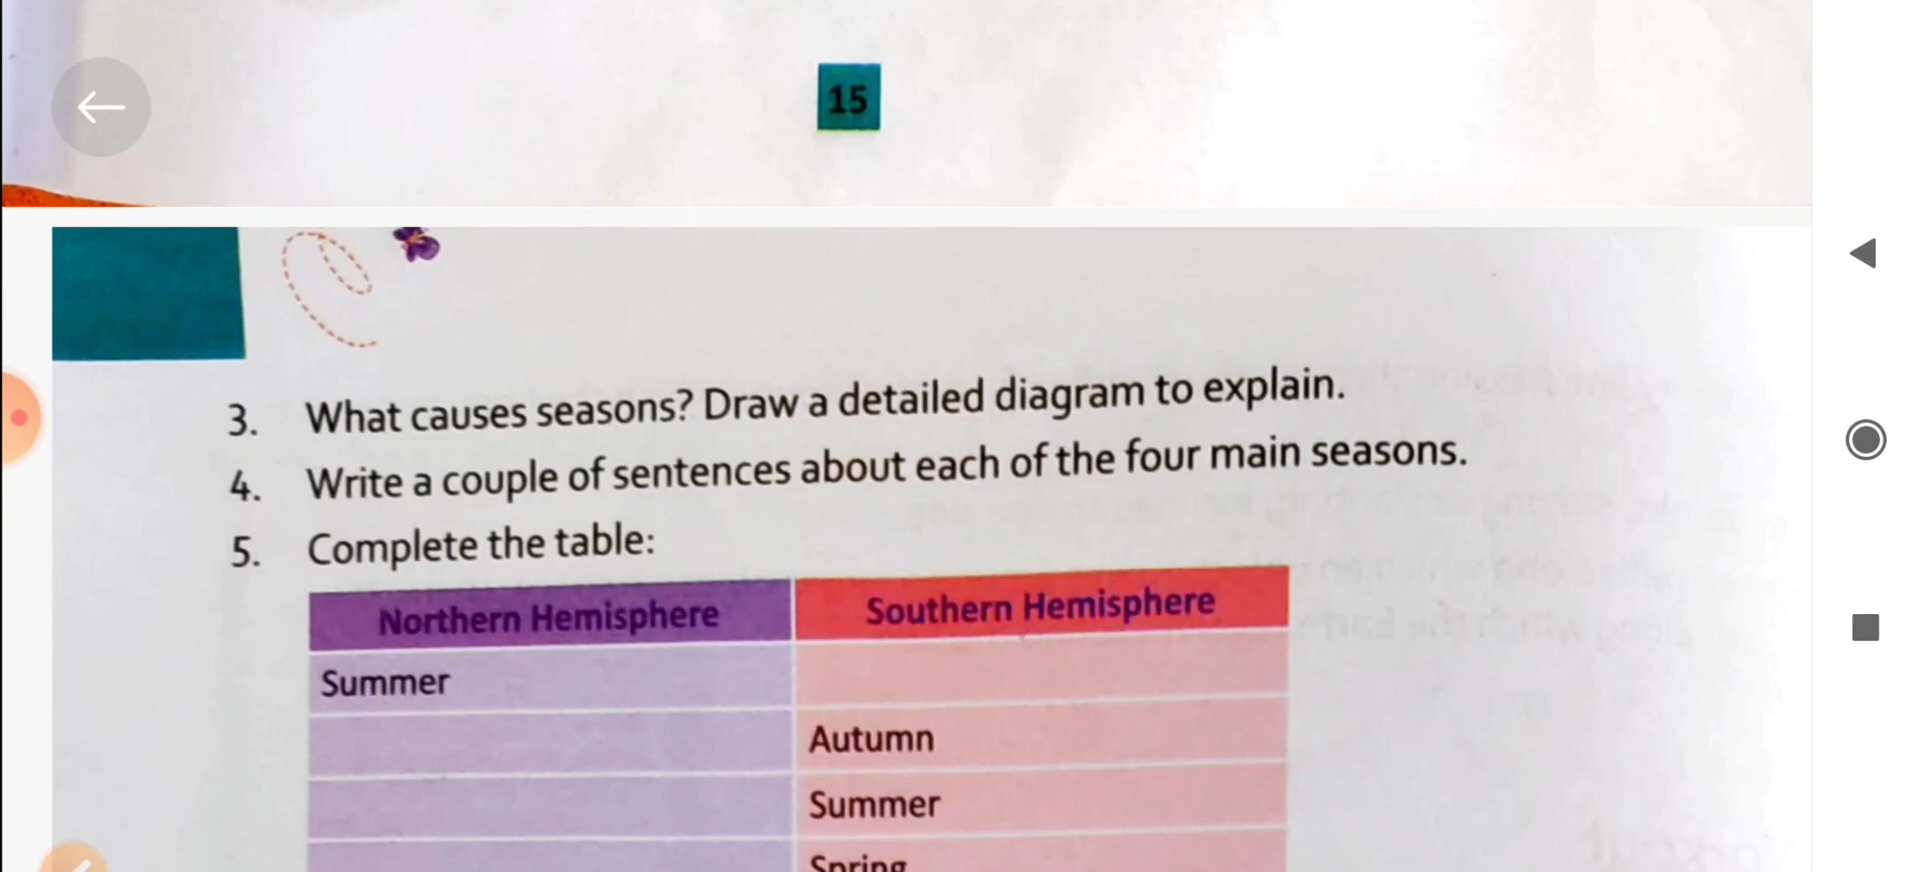 15
3. What causes seasons? Draw a detailed diagram to explain.
4. Write a couple of sentences about each of the four main seasons.
5. Complete the table:
Northern Hemisphere Southern Hemisphere
Summer
Autumn
Summer
Spring